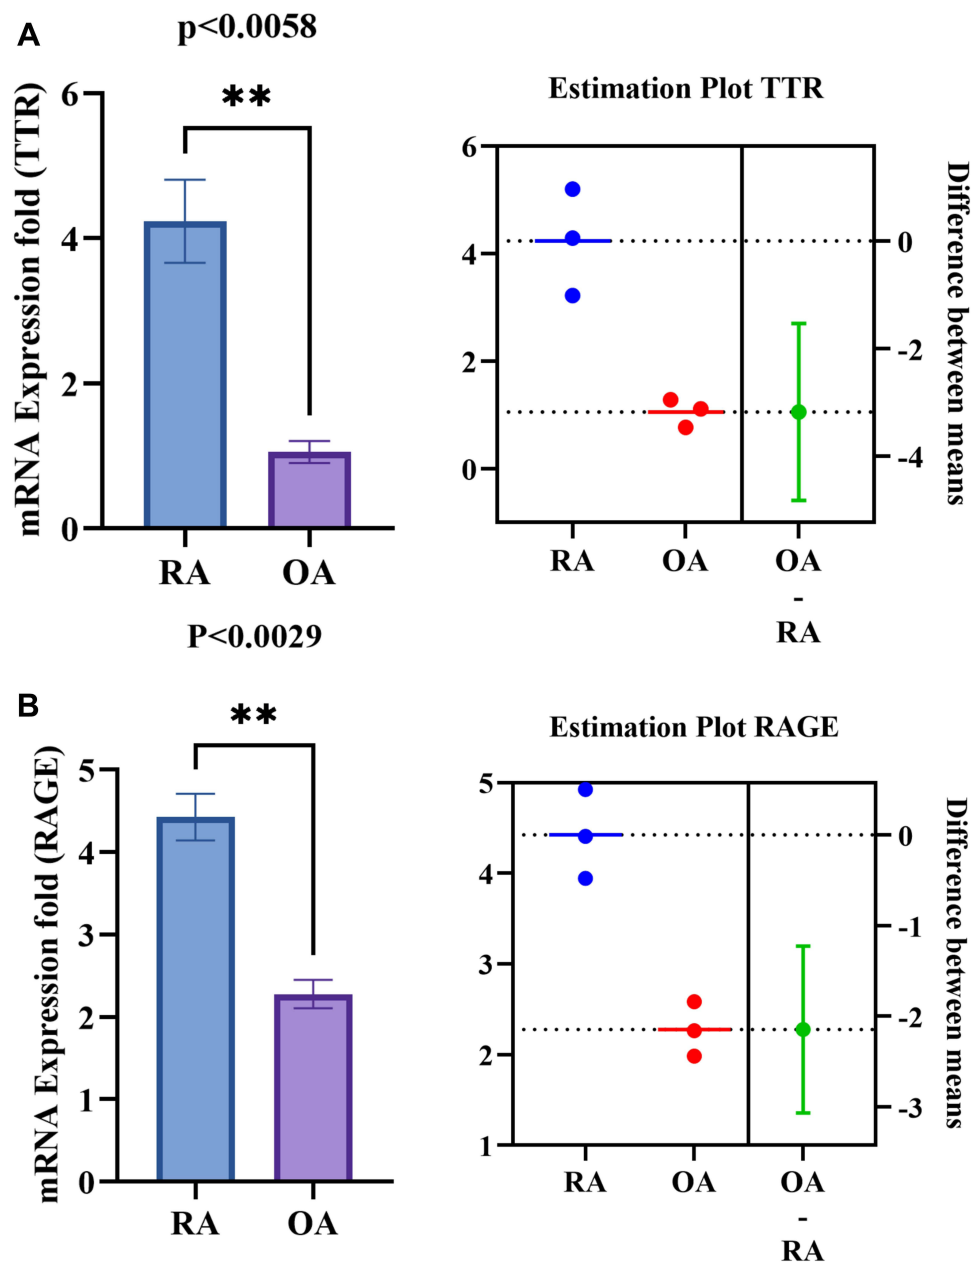 A
p<0.0058
**
mRNA Expression fold (TTR)
6
4
2
0
RA
OA
Estimation Plot TTR
6
4
2
0
0
-2
-4
Difference between means
RA
OA
OA
-
RA
P<0.0029
B
**
mRNA Expression fold (RAGE)
5
4
3
2
1
0
RA
OA
Estimation Plot RAGE
5
4
3
2
1
0
-1
-2
-3
Difference between means
RA
OA
OA
-
RA